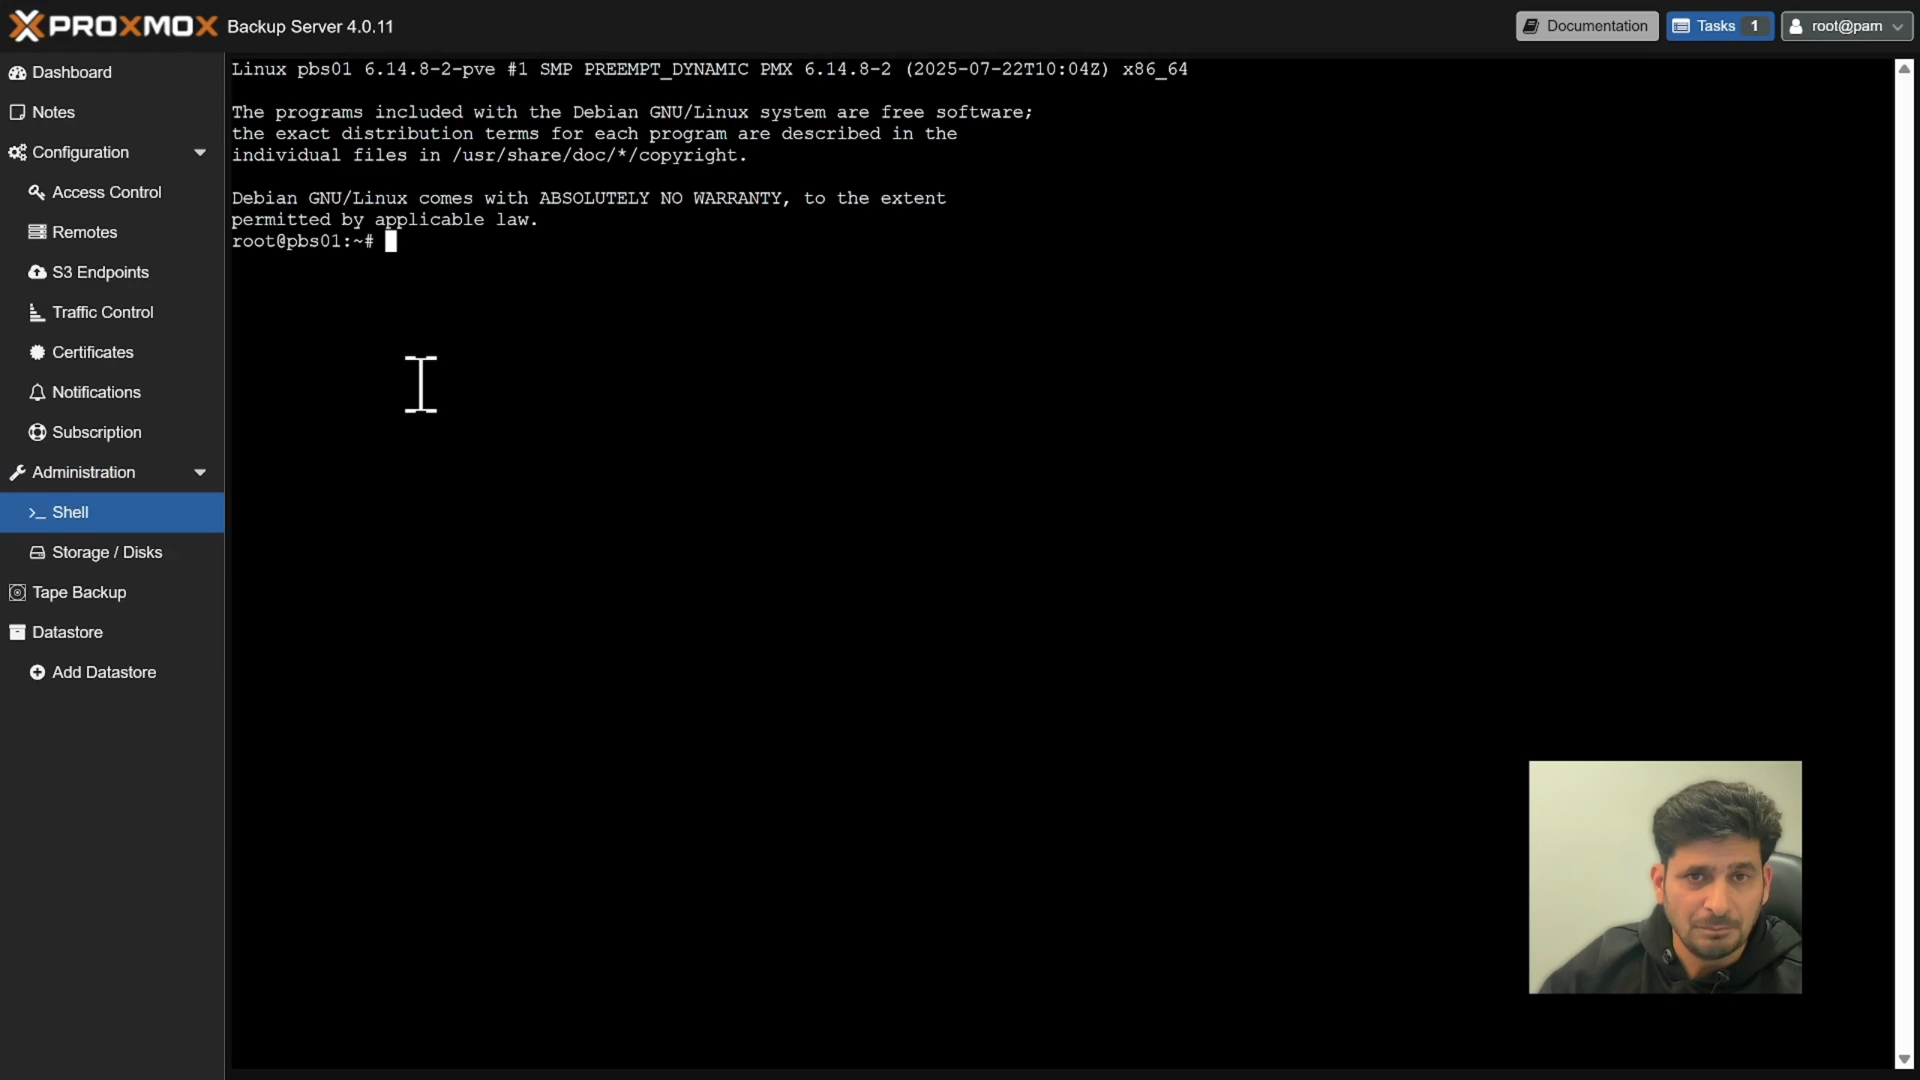 PROXMOX Backup Server 4.0.11
Documentation
Tasks 1
root@pam
Dashboard
Notes
Configuration
Access Control
Remotes
S3 Endpoints
Traffic Control
Certificates
Notifications
Subscription
Administration
>_ Shell
Storage / Disks
Tape Backup
Datastore
Add Datastore
Linux pbs01 6.14.8-2-pve #1 SMP PREEMPT_DYNAMIC PMX 6.14.8-2 (2025-07-22T10:04Z) x86_64
The programs included with the Debian GNU/Linux system are free software;
the exact distribution terms for each program are described in the
individual files in /usr/share/doc/*/copyright.
Debian GNU/Linux comes with ABSOLUTELY NO WARRANTY, to the extent
permitted by applicable law.
root@pbs01:~#